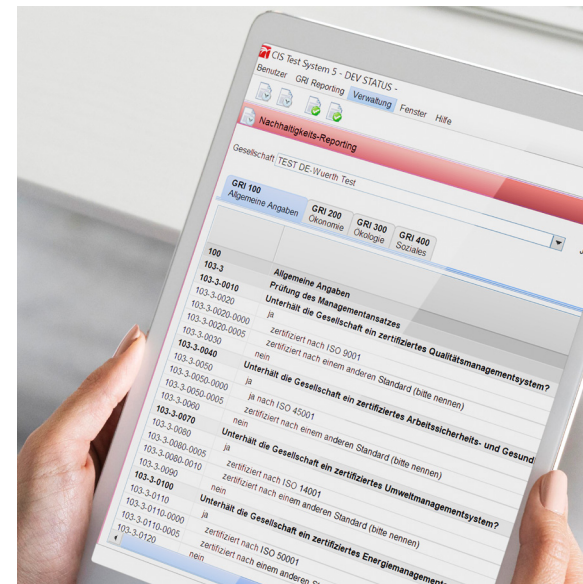 CIS Test System 5 - DEV STATUS -
Benutzer GRI Reporting Verwaltung Fenster Hilfe
Nachhaltigkeits-Reporting
Gesellschaft TEST DE-Wuerth Test
GRI 100 GRI 200 GRI 300 GRI 400
Allgemeine Angaben Ökonomie Ökologie Soziales
100 Allgemeine Angaben
103-3 Prüfung des Managementansatzes
103-3-0010 Unterhält die Gesellschaft ein zertifiziertes Qualitätsmanagementsystem?
103-3-0020 ja
103-3-0020-0000 zertifiziert nach ISO 9001
103-3-0020-0005 zertifiziert nach einem anderen Standard (bitte nennen)
103-3-0030 nein
103-3-0040 Unterhält die Gesellschaft ein zertifiziertes Arbeitssicherheits- und Gesund
103-3-0050 ja
103-3-0050-0000 ja nach ISO 45001
103-3-0050-0005 zertifiziert nach einem anderen Standard (bitte nennen)
103-3-0060 nein
103-3-0070 Unterhält die Gesellschaft ein zertifiziertes Umweltmanagementsystem?
103-3-0080 ja
103-3-0080-0005 zertifiziert nach ISO 14001
103-3-0080-0010 zertifiziert nach einem anderen Standard (bitte nennen)
103-3-0090 nein
103-3-0100 Unterhält die Gesellschaft ein zertifiziertes Energiemanagement
103-3-0110 ja
103-3-0110-0000 zertifiziert nach ISO 50001
103-3-0110-0005 zertifiziert nach einem anderen
103-3-0120 nein